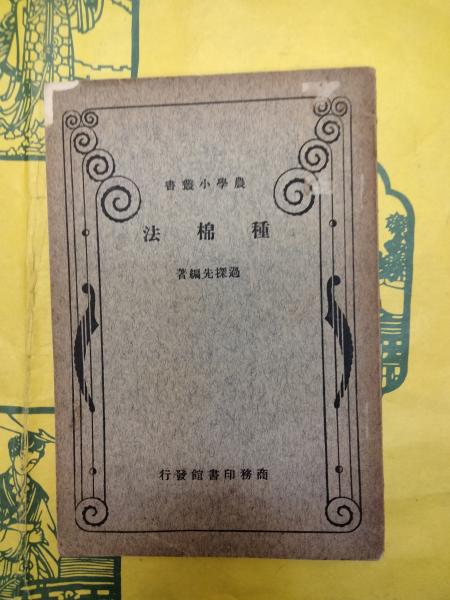 農學小叢書
種棉法
過探先編著
商務印書館發行